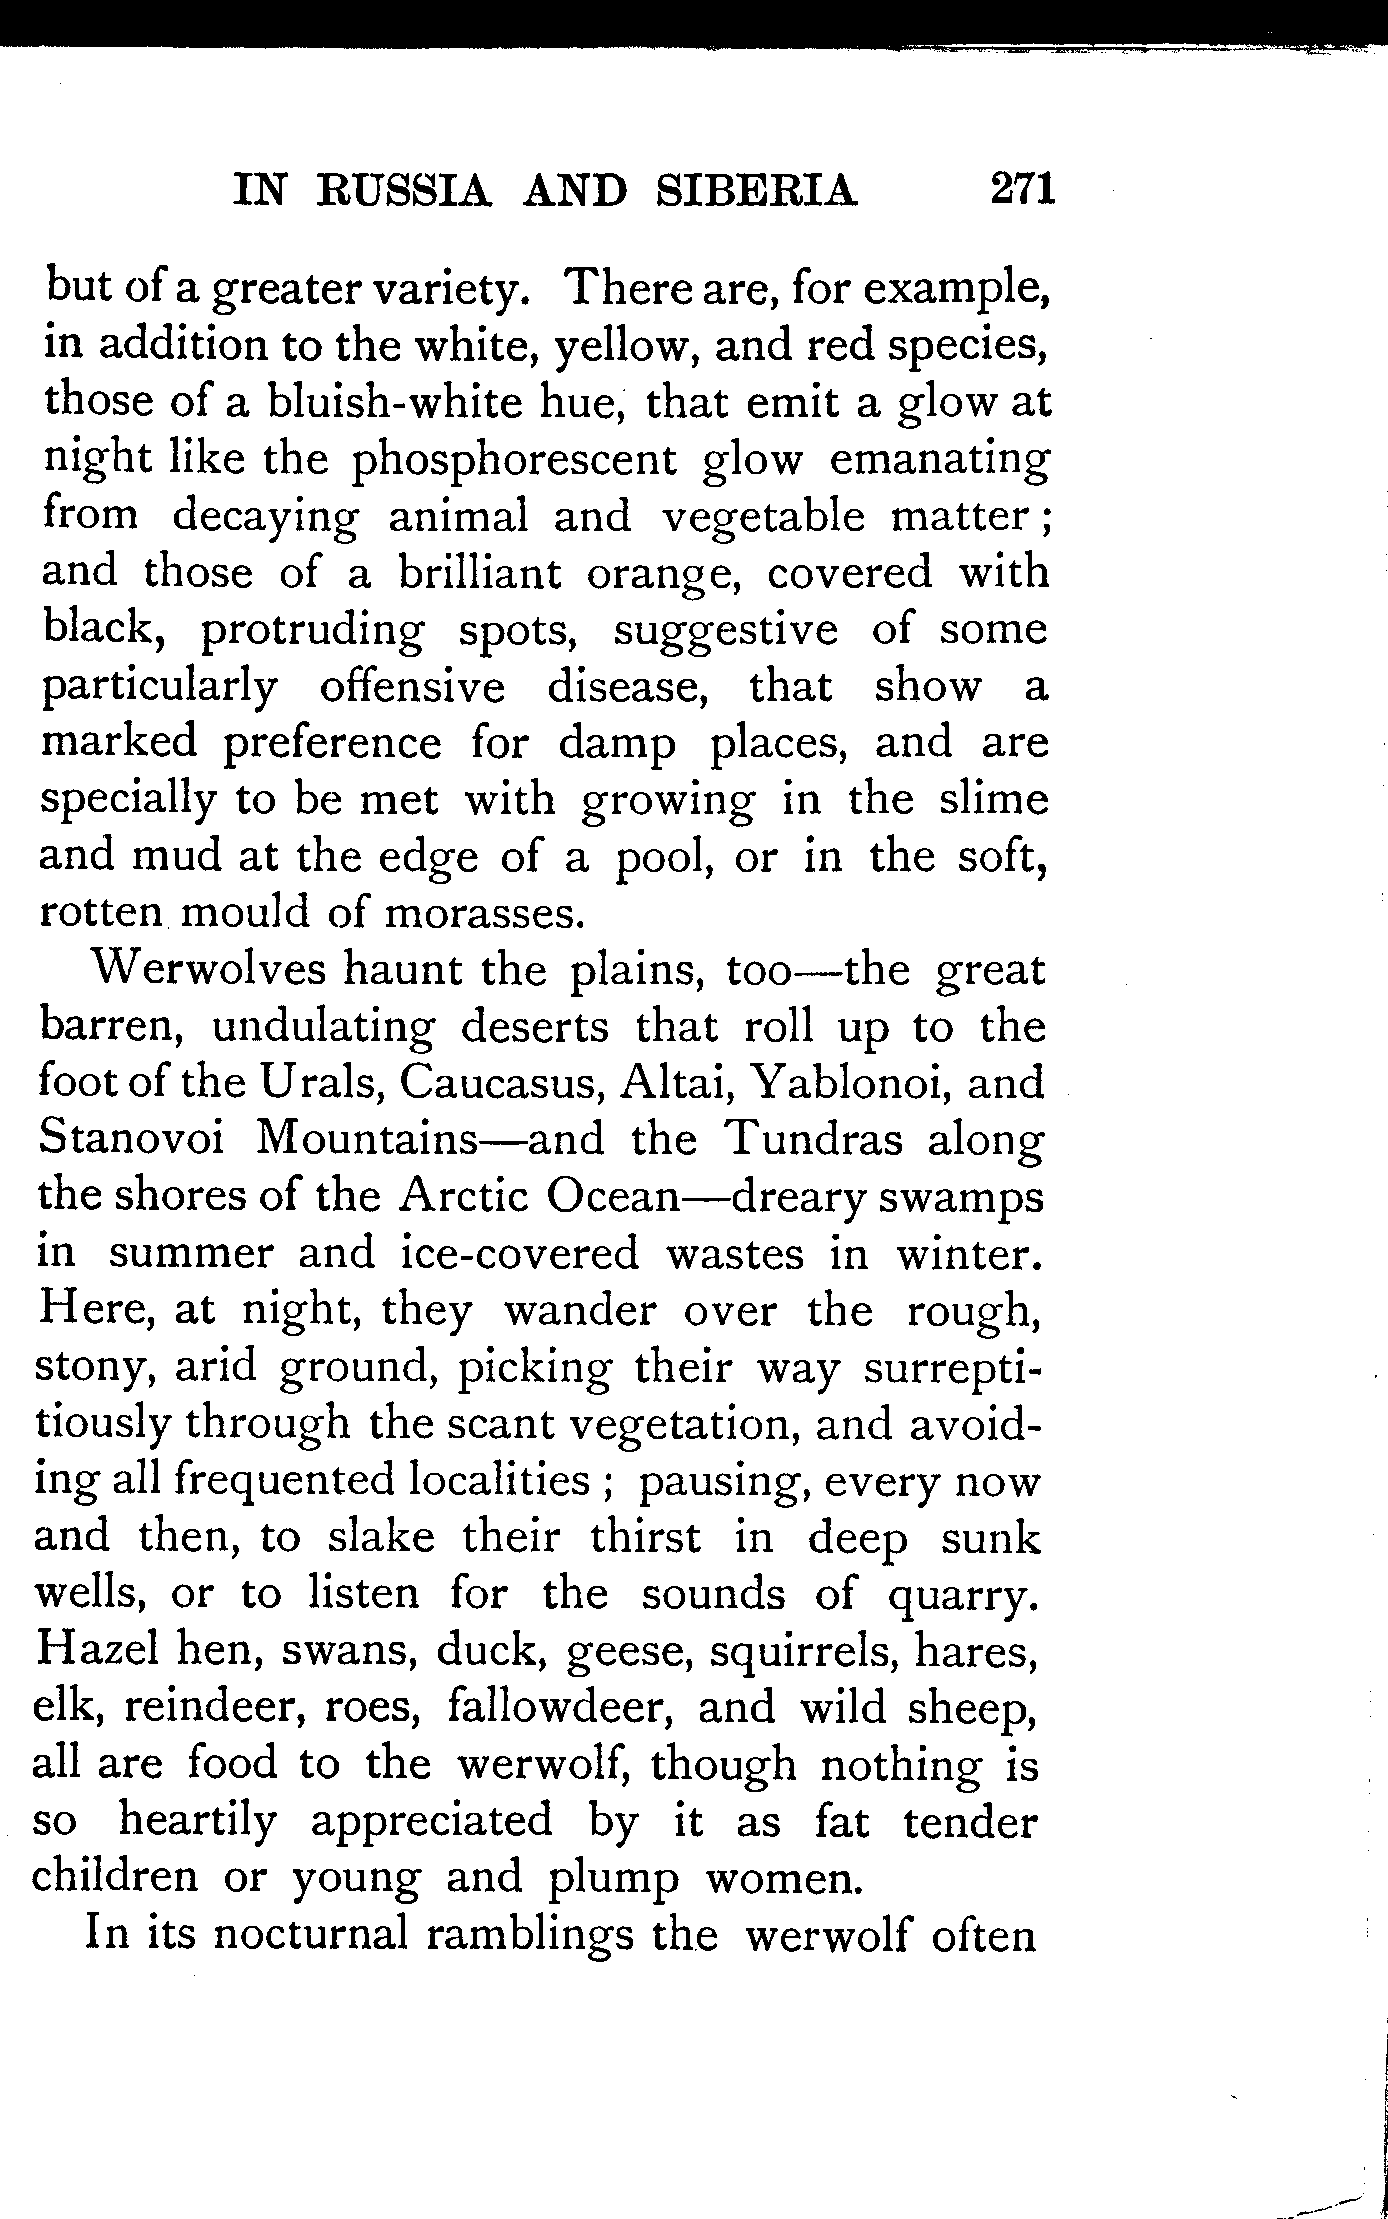 IN RUSSIA AND SIBERIA 271
but of a greater variety. There are, for example,
in addition to the white, yellow, and red species,
those of a bluish-white hue, that emit a glow at
night like the phosphorescent glow emanating
from decaying animal and vegetable matter ;
and those of a brilliant orange, covered with
black, protruding spots, suggestive of some
particularly offensive disease, that show a
marked preference for damp places, and are
specially to be met with growing in the slime
and mud at the edge of a pool, or in the soft,
rotten mould of morasses.
Werwolves haunt the plains, too—the great
barren, undulating deserts that roll up to the
foot of the Urals, Caucasus, Altai, Yablonoi, and
Stanovoi Mountains—and the Tundras along
the shores of the Arctic Ocean—dreary swamps
in summer and ice-covered wastes in winter.
Here, at night, they wander over the rough,
stony, arid ground, picking their way surrepti-
tiously through the scant vegetation, and avoid-
ing all frequented localities ; pausing, every now
and then, to slake their thirst in deep sunk
wells, or to listen for the sounds of quarry.
Hazel hen, swans, duck, geese, squirrels, hares,
elk, reindeer, roes, fallowdeer, and wild sheep,
all are food to the werwolf, though nothing is
so heartily appreciated by it as fat tender
children or young and plump women.
In its nocturnal ramblings the werwolf often